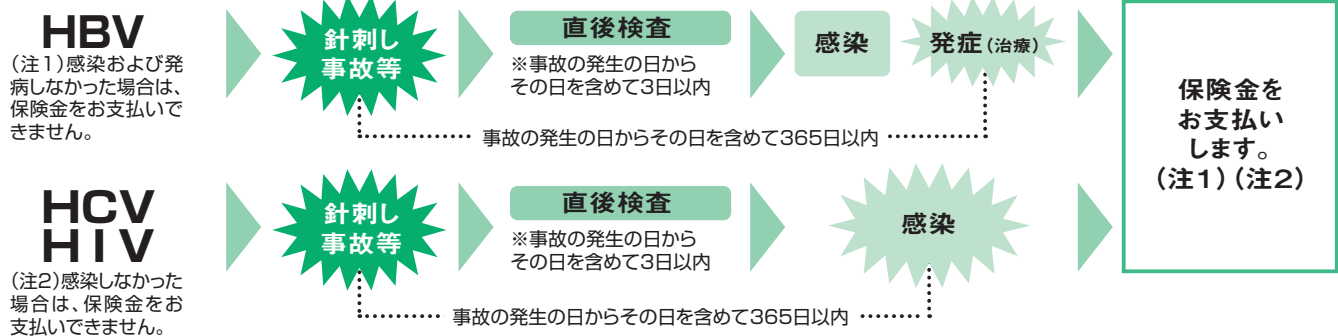 HBV
(注1)感染および発
病しなかった場合は、
保険金をお支払いで
きません。
針刺し
事故等
直後検査
※事故の発生の日から
その日を含めて3日以内
感染
発症(治療)
事故の発生の日からその日を含めて365日以内
HCV
HIV
(注2)感染しなかった
場合は、保険金をお
支払いできません。
針刺し
事故等
直後検査
※事故の発生の日から
その日を含めて3日以内
感染
事故の発生の日からその日を含めて365日以内
保険金を
お支払い
します。
(注1)(注2)